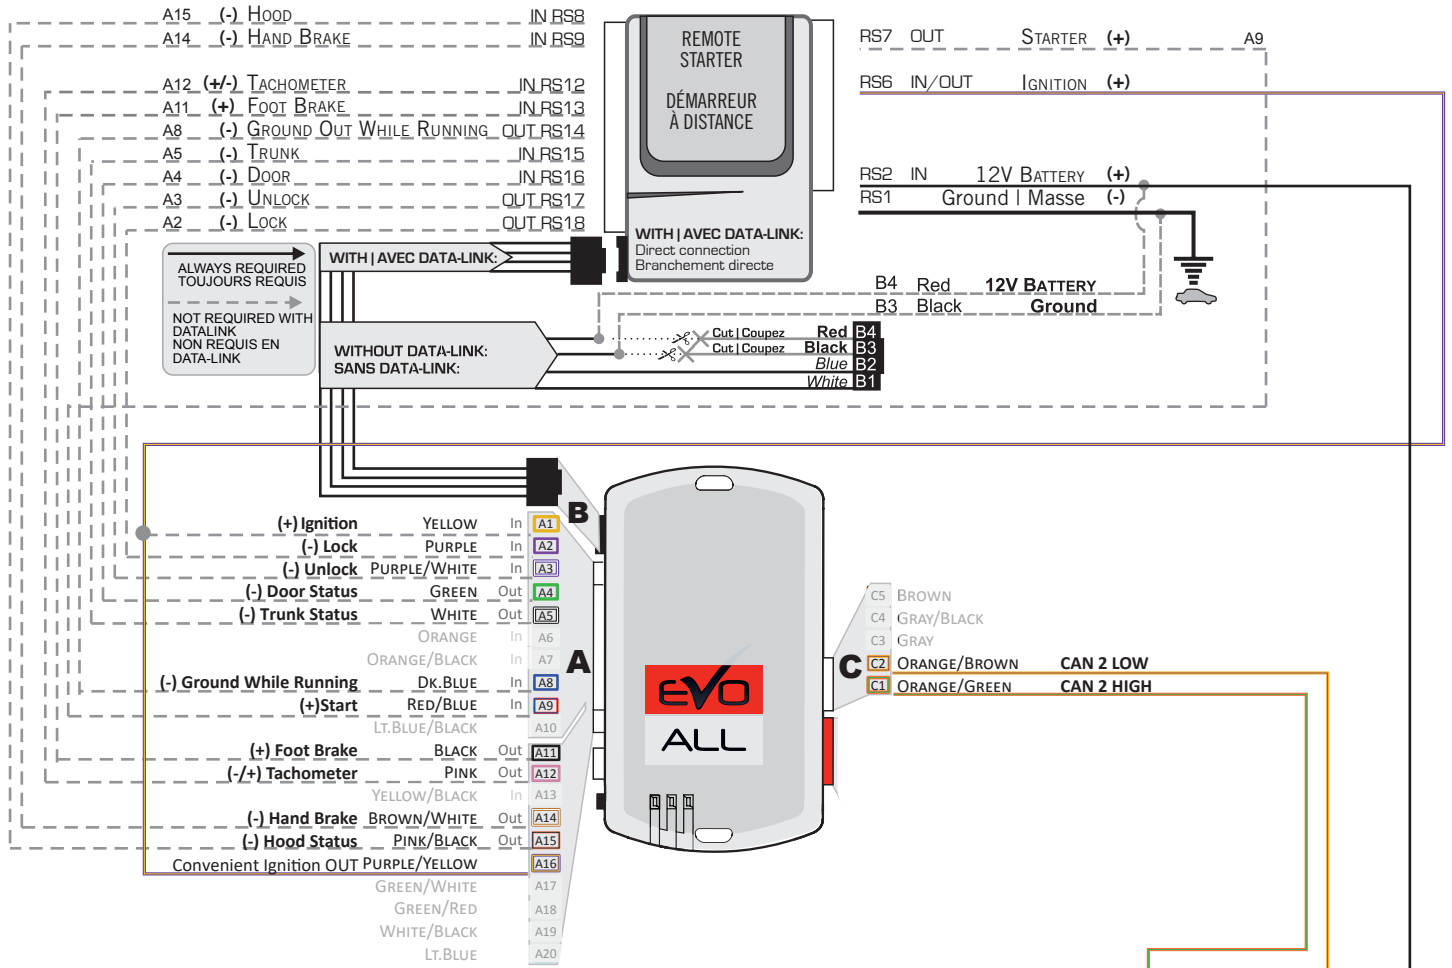 A15 (-) HOOD IN RS8
A14 (-) HAND BRAKE IN RS9
A12 (+/-) TACHOMETER IN RS12
A11 (+) FOOT BRAKE IN RS13
A8 (-) GROUND OUT WHILE RUNNING OUT RS14
A5 (-) TRUNK IN RS15
A4 (-) DOOR IN RS16
A3 (-) UNLOCK OUT RS17
A2 (-) LOCK OUT RS18
REMOTE
STARTER
DÉMARREUR
À DISTANCE
WITH | AVEC DATA-LINK:
Direct connection
Branchement directe
RS7 OUT STARTER (+) A9
RS6 IN/OUT IGNITION (+)
RS2 IN 12V BATTERY (+)
RS1 Ground | Masse (-)
ALWAYS REQUIRED
TOUJOURS REQUIS
NOT REQUIRED WITH
DATALINK
NON REQUIS EN
DATA-LINK
WITH | AVEC DATA-LINK:
B4 Red 12V BATTERY
B3 Black Ground
WITHOUT DATA-LINK:
SANS DATA-LINK:
Cut | Coupez Red B4
Cut | Coupez Black B3
Blue B2
White B1
B
(+) Ignition YELLOW In A1
(-) Lock PURPLE In A2
(-) Unlock PURPLE/WHITE In A3
(-) Door Status GREEN Out A4
(-) Trunk Status WHITE Out A5
ORANGE In A6
ORANGE/BLACK In A7
(-) Ground While Running DK.BLUE In A8
(+)Start RED/BLUE In A9
LT.BLUE/BLACK A10
(+) Foot Brake BLACK Out A11
(-/+) Tachometer PINK Out A12
YELLOW/BLACK In A13
(-) Hand Brake BROWN/WHITE Out A14
(-) Hood Status PINK/BLACK Out A15
Convenient Ignition OUT PURPLE/YELLOW A16
GREEN/WHITE A17
GREEN/RED A18
WHITE/BLACK A19
LT.BLUE A20
A
EVO
ALL
C
C5 BROWN
C4 GRAY/BLACK
C3 GRAY
C2 ORANGE/BROWN CAN 2 LOW
C1 ORANGE/GREEN CAN 2 HIGH